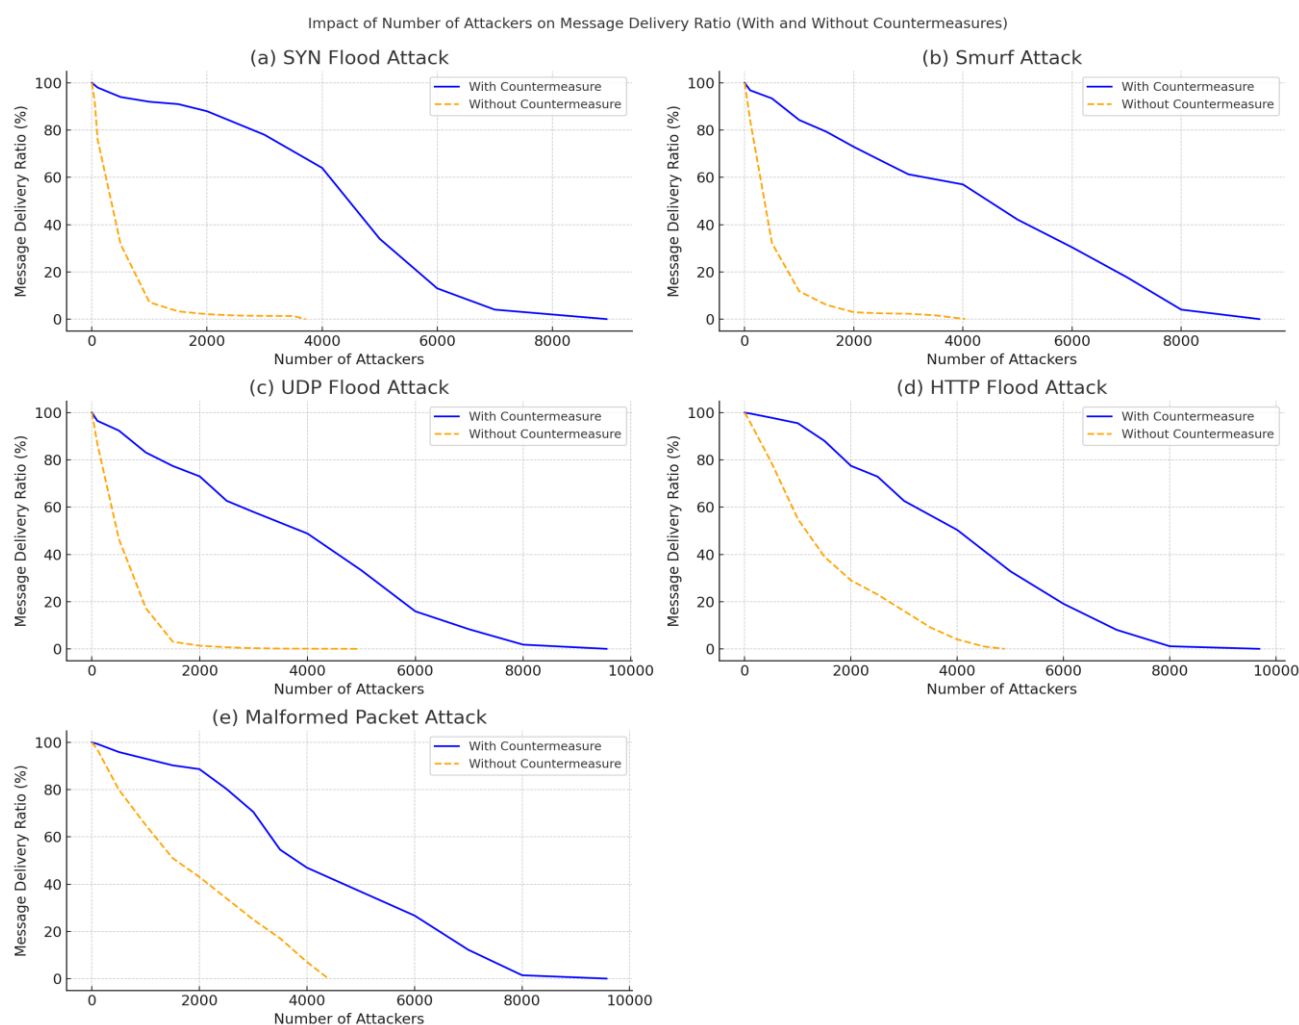 Impact of Number of Attackers on Message Delivery Ratio (With and Without Countermeasures)
(a) SYN Flood Attack
Message Delivery Ratio (%)
100
80
60
40
20
0
With Countermeasure
Without Countermeasure
0 2000 4000 6000 8000
Number of Attackers
(b) Smurf Attack
Message Delivery Ratio (%)
100
80
60
40
20
0
With Countermeasure
Without Countermeasure
0 2000 4000 6000 8000
Number of Attackers
(c) UDP Flood Attack
Message Delivery Ratio (%)
100
80
60
40
20
0
With Countermeasure
Without Countermeasure
0 2000 4000 6000 8000 10000
Number of Attackers
(d) HTTP Flood Attack
Message Delivery Ratio (%)
100
80
60
40
20
0
With Countermeasure
Without Countermeasure
0 2000 4000 6000 8000 10000
Number of Attackers
(e) Malformed Packet Attack
Message Delivery Ratio (%)
100
80
60
40
20
0
With Countermeasure
Without Countermeasure
0 2000 4000 6000 8000 10000
Number of Attackers